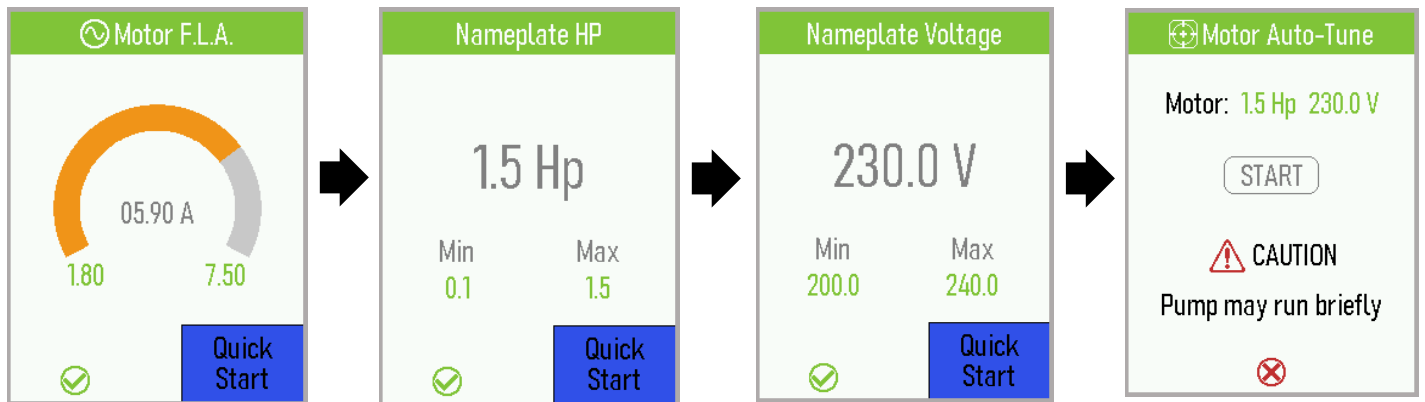 Motor F.L.A.
05.90 A
1.80 7.50
Quick
Start
Nameplate HP
1.5 Hp
Min Max
0.1 1.5
Quick
Start
Nameplate Voltage
230.0 V
Min Max
200.0 240.0
Quick
Start
Motor Auto-Tune
Motor: 1.5 Hp 230.0 V
START
CAUTION
Pump may run briefly